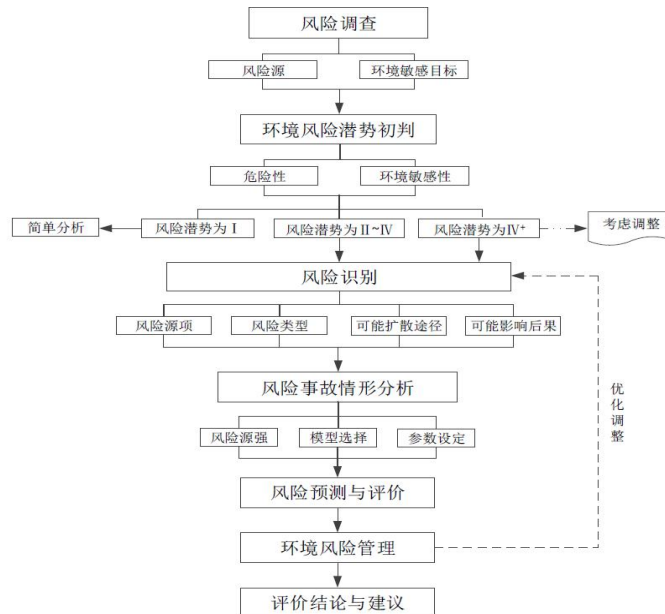 风险调查
风险源
环境敏感目标
环境风险潜势初判
危险性
环境敏感性
简单分析
风险潜势为Ⅰ
风险潜势为Ⅱ~Ⅳ
风险潜势为Ⅳ⁺
考虑调整
风险识别
风险源项
风险类型
可能扩散途径
可能影响后果
风险事故情形分析
优化调整
风险源强
模型选择
参数设定
风险预测与评价
环境风险管理
评价结论与建议